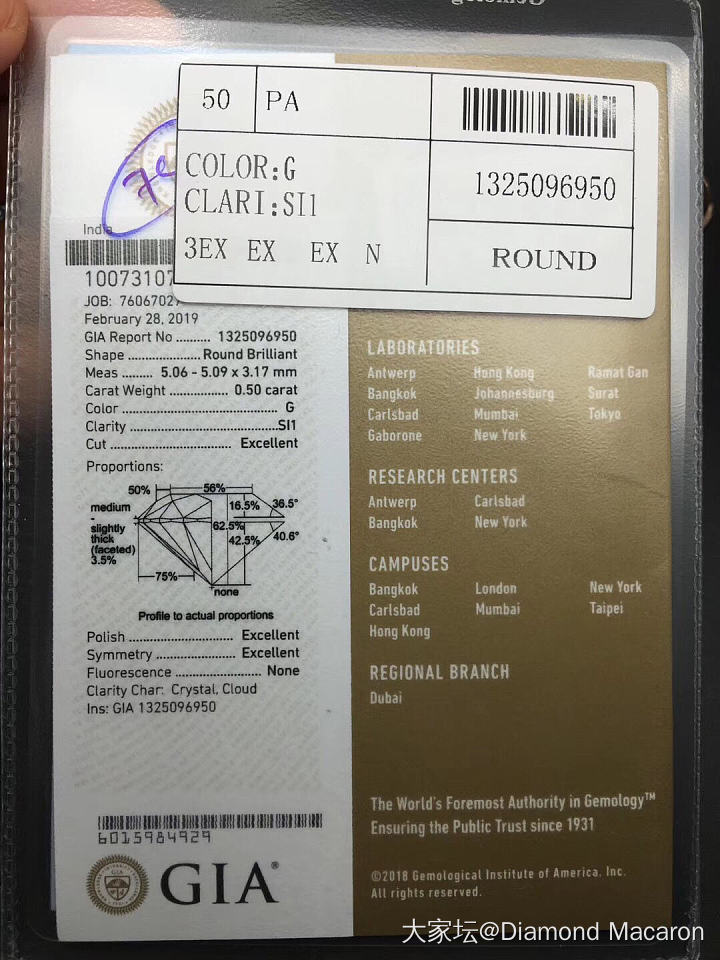 50 PA
COLOR:G
CLARI:SI1
1325096950
3EX EX EX N
ROUND
India
JOB:
February 28, 2019
GIA Report No .......... 1325096950
Shape .................. Round Brilliant
Meas ........ 5.06 - 5.09 x 3.17 mm
Carat Weight ................ 0.50 carat
Color ........................................ G
Clarity ..................................... SI1
Cut .............................. Excellent
Proportions:
50% 56%
medium
-
slightly
thick
(faceted)
3.5%
16.5% 36.5°
62.5%
42.5% 40.6°
75%
none
Profile to actual proportions
Polish .......................... Excellent
Symmetry ..................... Excellent
Fluorescence ...................... None
Clarity Char: Crystal, Cloud
Ins: GIA 1325096950
6015984929
GIA®
LABORATORIES
Antwerp Hong Kong Ramat Gan
Bangkok Johannesburg Surat
Carlsbad Mumbai Tokyo
Gaborone New York
RESEARCH CENTERS
Antwerp Carlsbad
Bangkok New York
CAMPUSES
Bangkok London New York
Carlsbad Mumbai Taipei
Hong Kong
REGIONAL BRANCH
Dubai
The World's Foremost Authority in Gemology™
Ensuring the Public Trust since 1931
©2018 Gemological Institute of America, Inc.
All rights reserved.
大家坛@Diamond Macaron